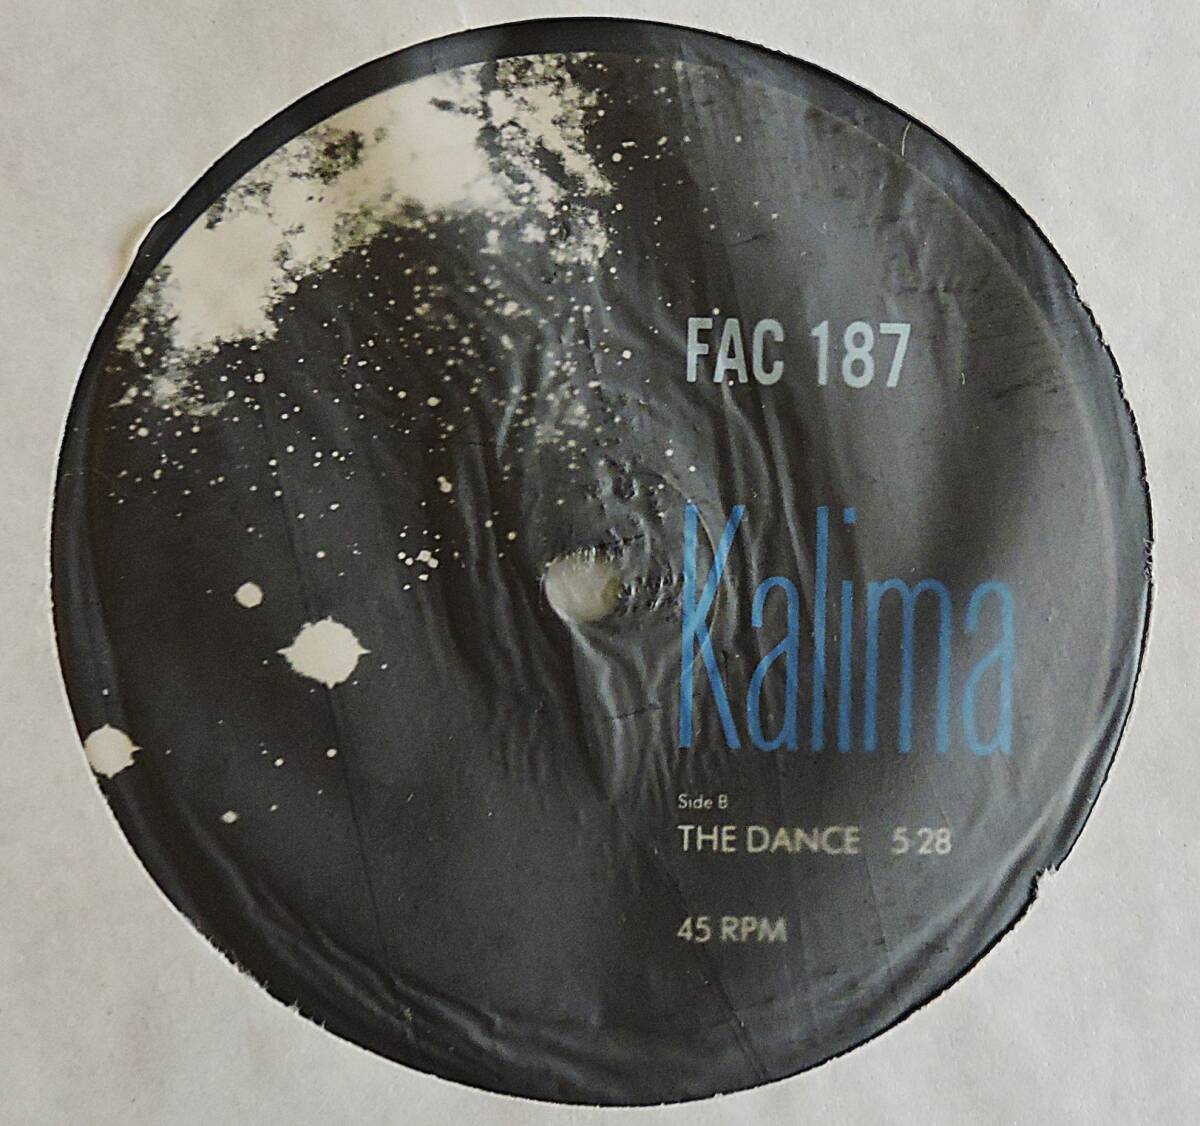 FAC 187
Kalima
Side B
THE DANCE 5·28
45 RPM